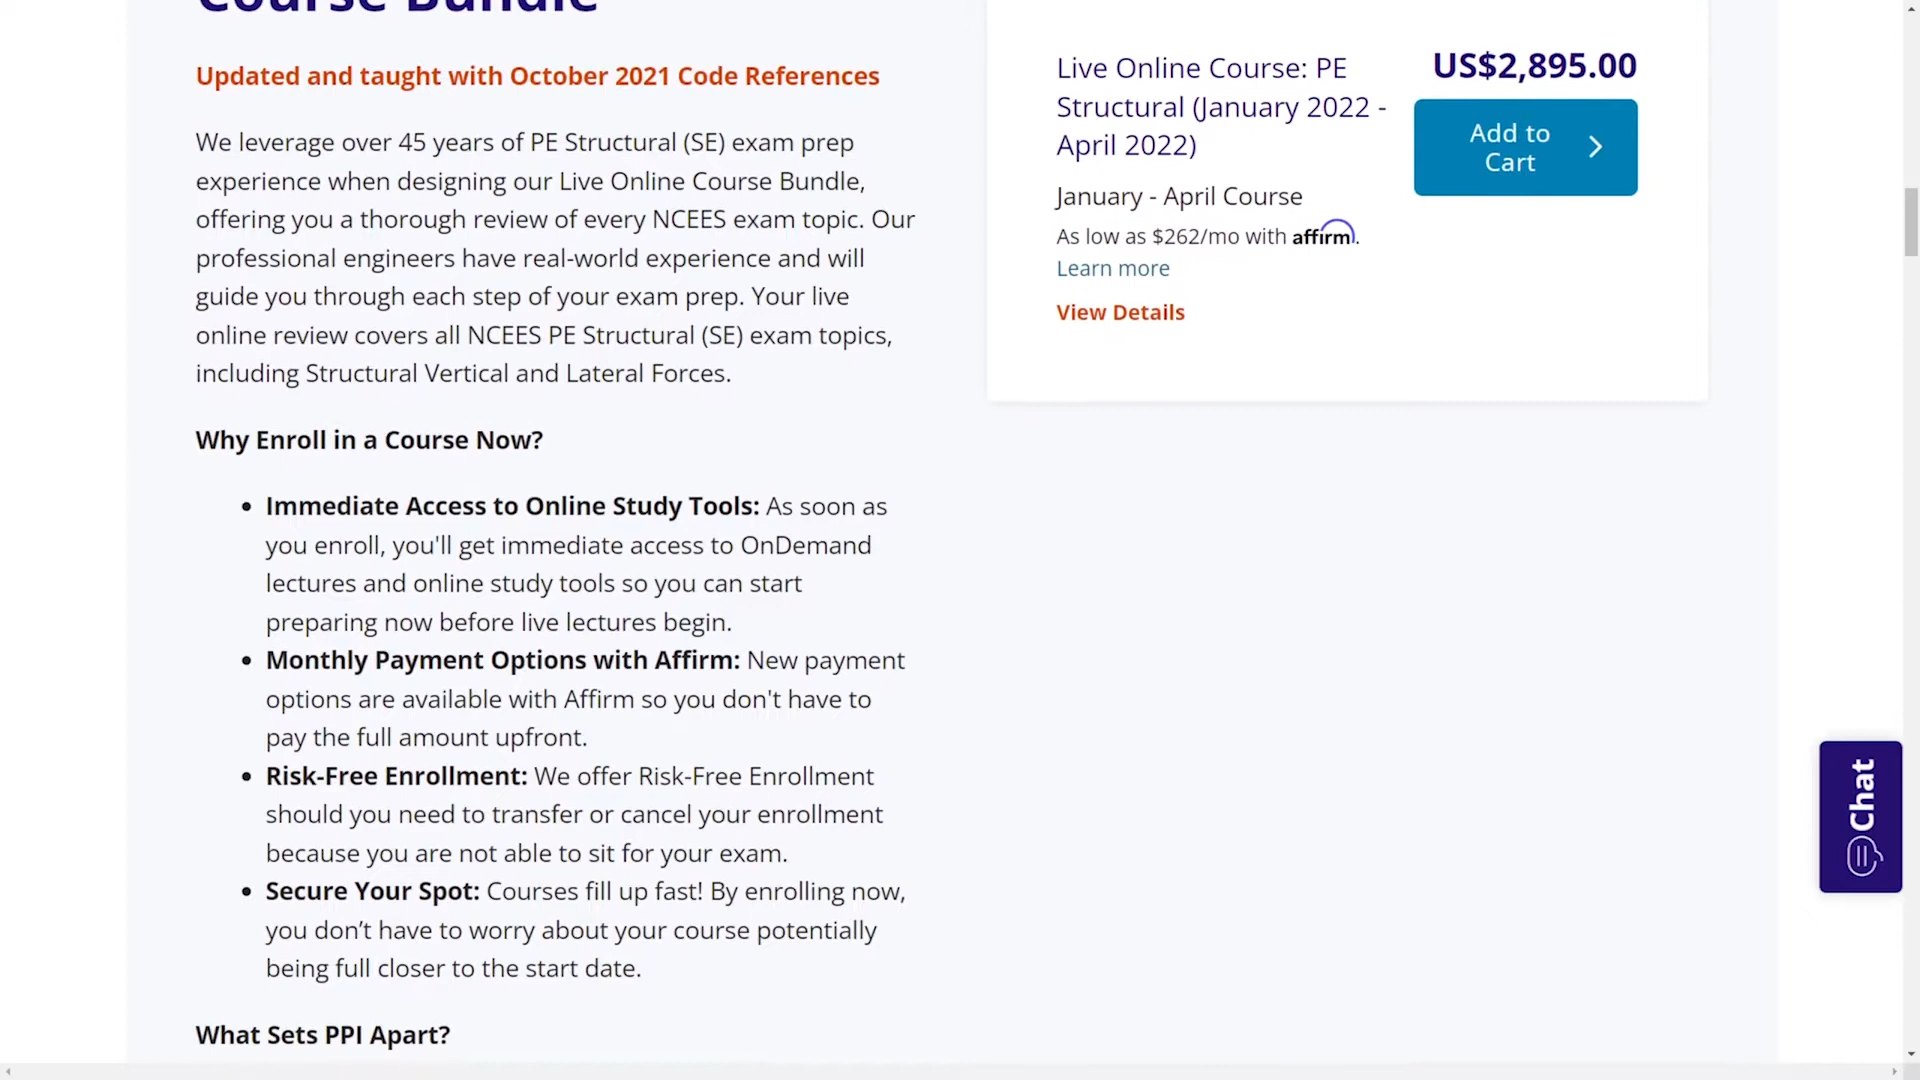 Course Bundle
Updated and taught with October 2021 Code References
We leverage over 45 years of PE Structural (SE) exam prep
experience when designing our Live Online Course Bundle,
offering you a thorough review of every NCEES exam topic. Our
professional engineers have real-world experience and will
guide you through each step of your exam prep. Your live
online review covers all NCEES PE Structural (SE) exam topics,
including Structural Vertical and Lateral Forces.
Why Enroll in a Course Now?
• Immediate Access to Online Study Tools: As soon as
you enroll, you'll get immediate access to OnDemand
lectures and online study tools so you can start
preparing now before live lectures begin.
• Monthly Payment Options with Affirm: New payment
options are available with Affirm so you don't have to
pay the full amount upfront.
• Risk-Free Enrollment: We offer Risk-Free Enrollment
should you need to transfer or cancel your enrollment
because you are not able to sit for your exam.
• Secure Your Spot: Courses fill up fast! By enrolling now,
you don’t have to worry about your course potentially
being full closer to the start date.
What Sets PPI Apart?
Live Online Course: PE
Structural (January 2022 -
April 2022)
US$2,895.00
Add to
Cart
January - April Course
As low as $262/mo with affirm.
Learn more
View Details
Chat